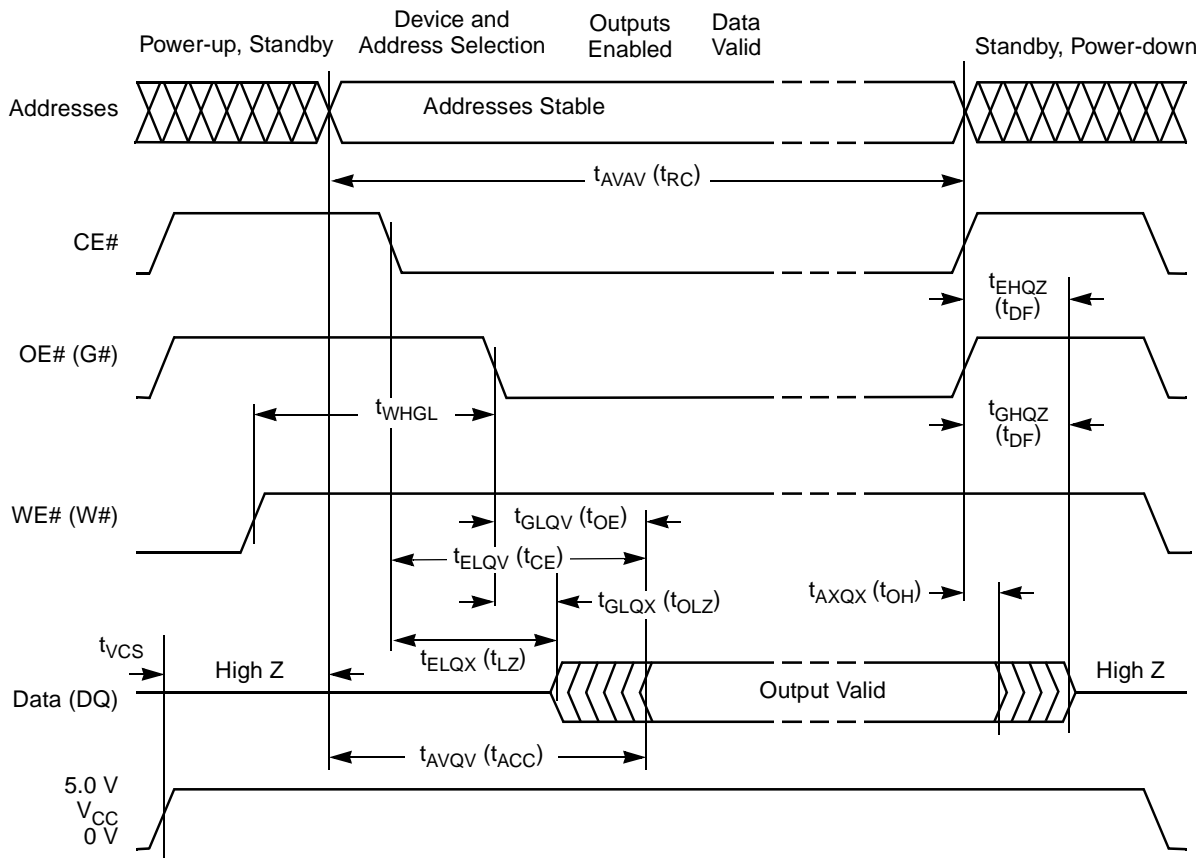 Power-up, Standby
Device and
Address Selection
Outputs
Enabled
Data
Valid
Standby, Power-down
Addresses
Addresses Stable
tAVAV (tRC)
CE#
tEHQZ
(tDF)
OE# (G#)
tWHGL
tGHQZ
(tDF)
WE# (W#)
tGLQV (tOE)
tELQV (tCE)
tGLQX (tOLZ)
tAXQX (tOH)
tVCS
High Z
tELQX (tLZ)
Output Valid
High Z
Data (DQ)
tAVQV (tACC)
5.0 V
VCC
0 V